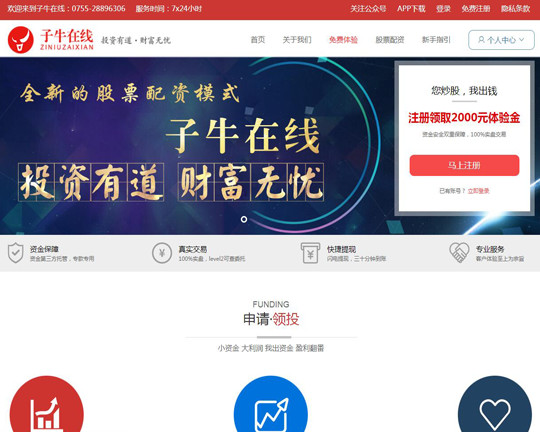 欢迎来到子牛在线：0755-28896306 服务时间：7x24小时 关注公众号 APP下载 登录 免费注册 隐私条款
子牛在线
ZINIUZAIXIAN
投资有道·财富无忧
首页 关于我们 免费体验 股票配资 新手指引 个人中心
全新的股票配资模式
子牛在线
投资有道 财富无忧
您炒股，我出钱
注册领取2000元体验金
资金安全双重保障，100%实盘交易
马上注册
已有账号？立即登录
资金保障
资金第三方托管，专款专用
真实交易
100%实盘，level2可查委托
快捷提现
闪电提现，三十分钟到账
专业服务
客户体验至上为宗旨
FUNDING
申请·领投
小资金 大利润 我出资金 盈利翻番